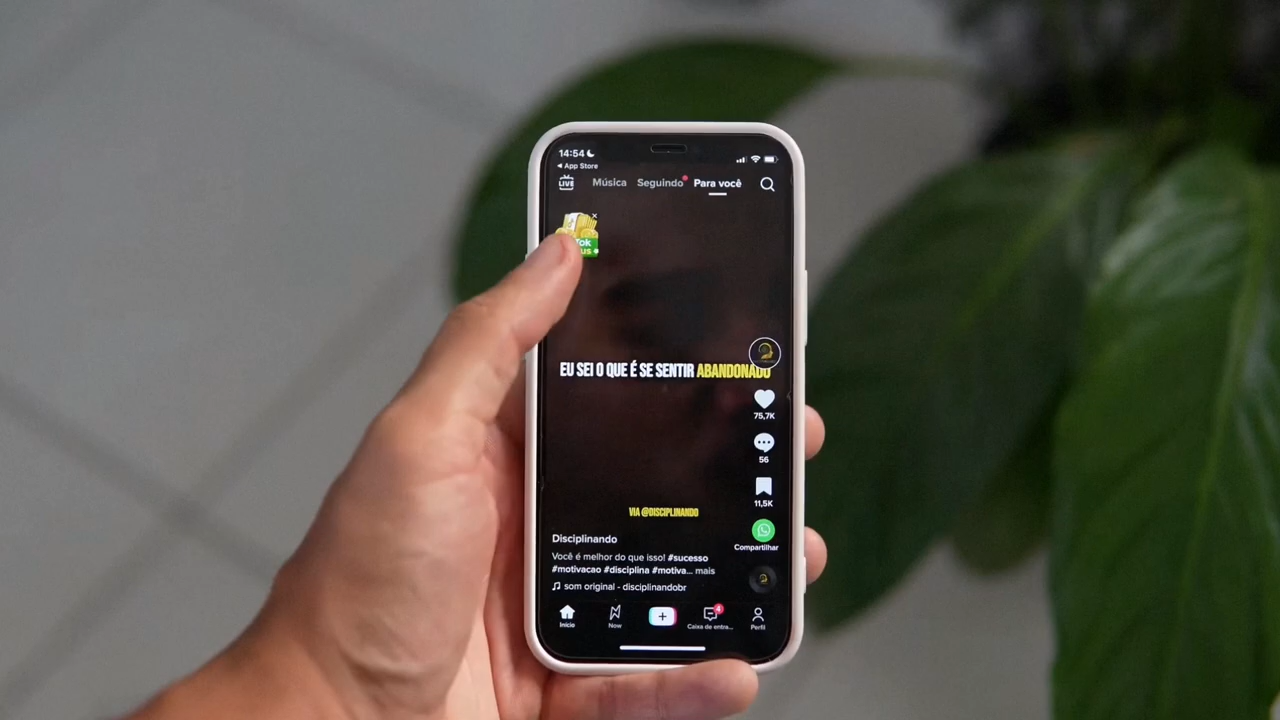 14:54
◀ App Store
LIVE
Música Seguindo Para você
Tok
EU SEI O QUE É SE SENTIR ABANDONADO
75,7K
56
11,5K
VIA @DISCIPLINANDO
Compartilhar
Disciplinando
Você é melhor do que isso! #sucesso
#motivacao #disciplina #motiva... mais
som original - disciplinandobr
4
Início Now Caixa de entra... Perfil